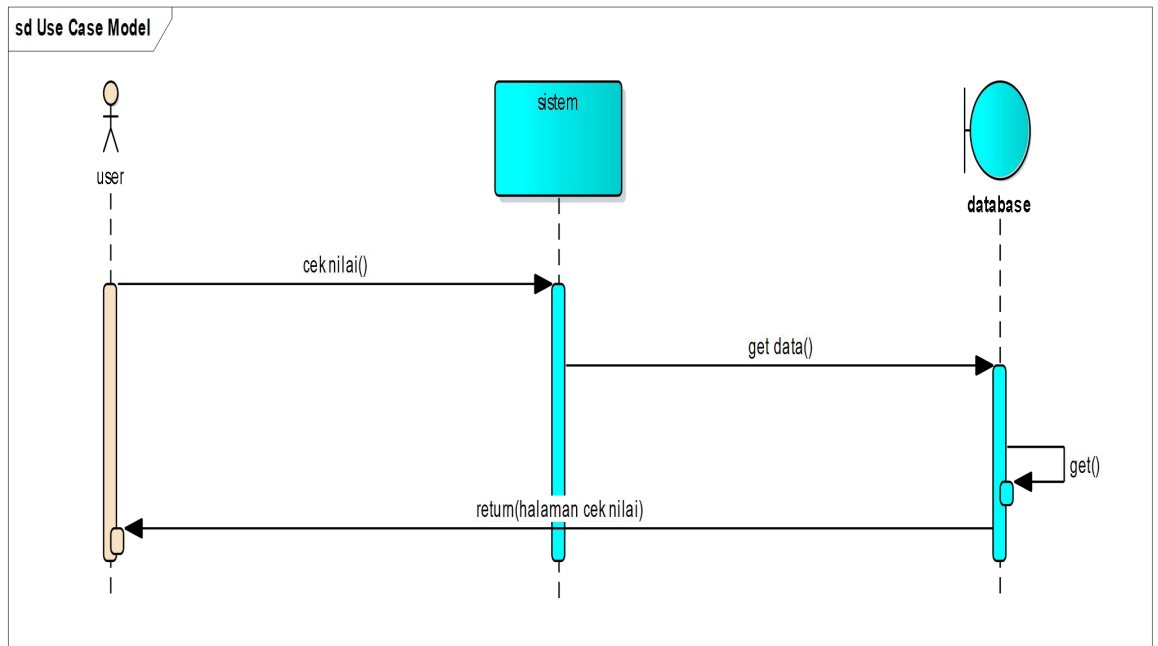 sd Use Case Model
sistem
user
database
cek nilai()
get data()
get()
return(halaman cek nilai)